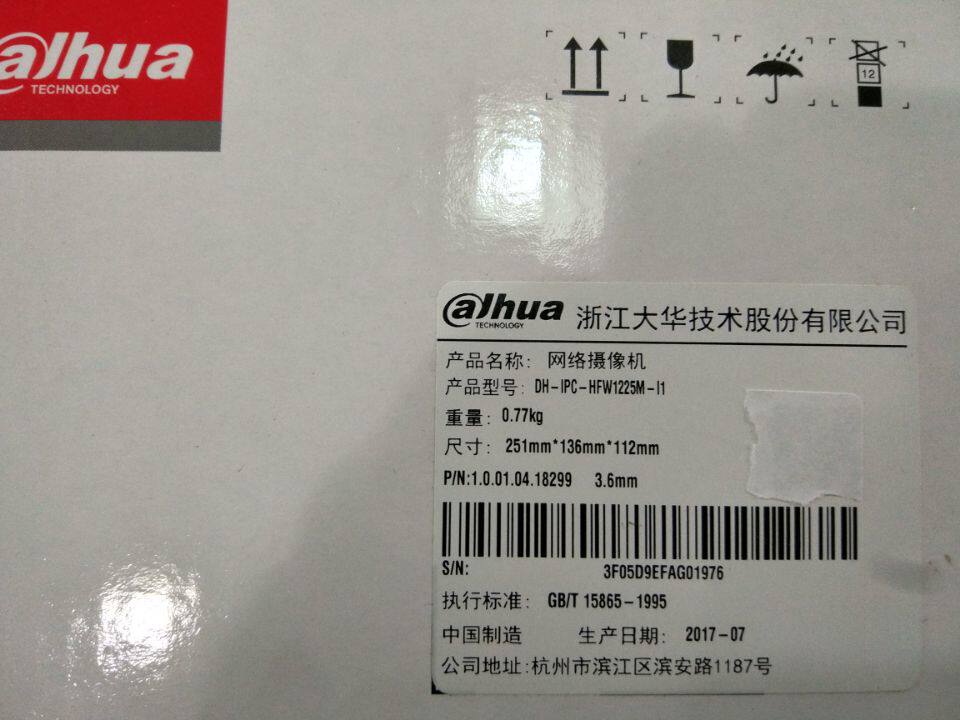 alhua
TECHNOLOGY
12
alhua
TECHNOLOGY
浙江大华技术股份有限公司
产品名称: 网络摄像机
产品型号: DH-IPC-HFW1225M-I1
重量: 0.77kg
尺寸: 251mm*136mm*112mm
P/N:1.0.01.04.18299 3.6mm
S/N: 3F05D9EFAG01976
执行标准: GB/T 15865-1995
中国制造 生产日期: 2017-07
公司地址:杭州市滨江区滨安路1187号